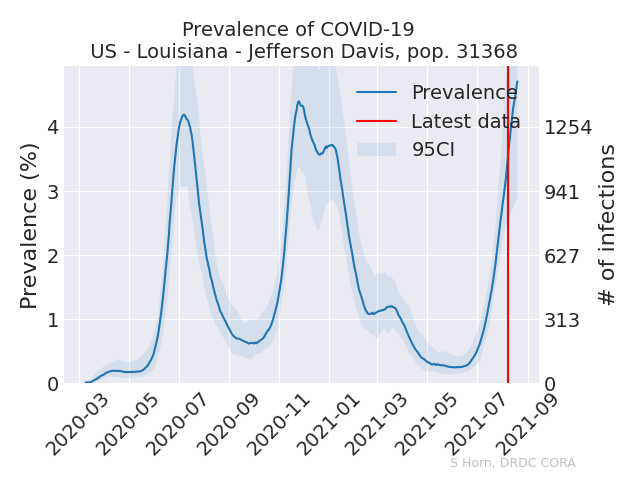 Prevalence of COVID-19
US - Louisiana - Jefferson Davis, pop. 31368
Prevalence
Latest data
95CI
Prevalence (%)
4
3
2
1
0
1254
941
627
313
0
# of infections
2020-03
2020-05
2020-07
2020-09
2020-11
2021-01
2021-03
2021-05
2021-07
2021-09
S Horn, DRDC CORA